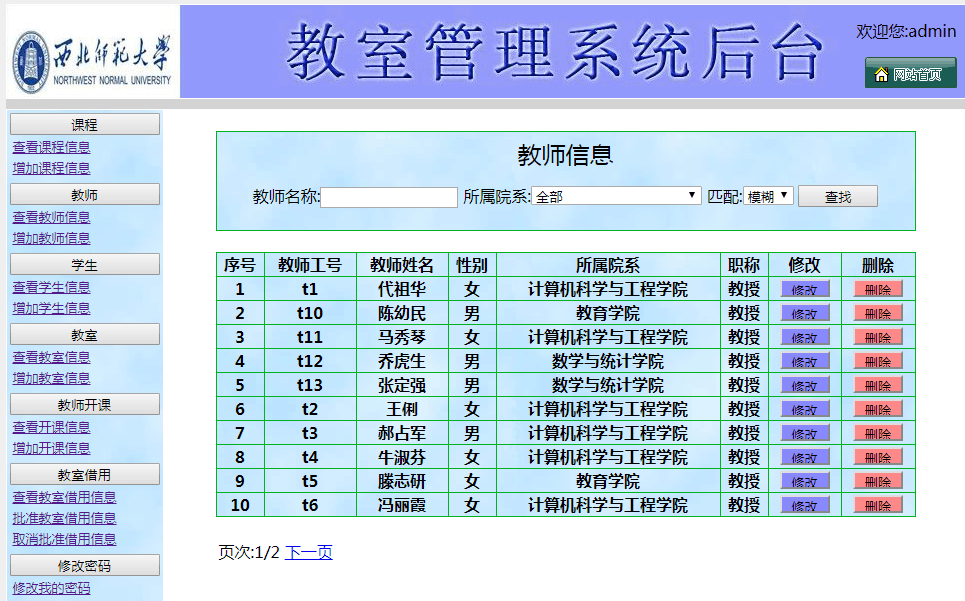 西北师范大学
NORTHWEST NORMAL UNIVERSITY
教室管理系统后台
欢迎您:admin
网站首页
课程
查看课程信息
增加课程信息
教师
查看教师信息
增加教师信息
学生
查看学生信息
增加学生信息
教室
查看教室信息
增加教室信息
教师开课
查看开课信息
增加开课信息
教室借用
查看教室借用信息
批准教室借用信息
取消批准借用信息
修改密码
修改我的密码
教师信息
教师名称: 所属院系: 全部 匹配: 模糊 查找
序号 教师工号 教师姓名 性别 所属院系 职称 修改 删除
1 t1 代祖华 女 计算机科学与工程学院 教授 修改 删除
2 t10 陈幼民 男 教育学院 教授 修改 删除
3 t11 马秀琴 女 计算机科学与工程学院 教授 修改 删除
4 t12 乔虎生 男 数学与统计学院 教授 修改 删除
5 t13 张定强 男 数学与统计学院 教授 修改 删除
6 t2 王俐 女 计算机科学与工程学院 教授 修改 删除
7 t3 郝占军 男 计算机科学与工程学院 教授 修改 删除
8 t4 牛淑芬 女 计算机科学与工程学院 教授 修改 删除
9 t5 滕志研 女 教育学院 教授 修改 删除
10 t6 冯丽霞 女 计算机科学与工程学院 教授 修改 删除
页次:1/2 下一页